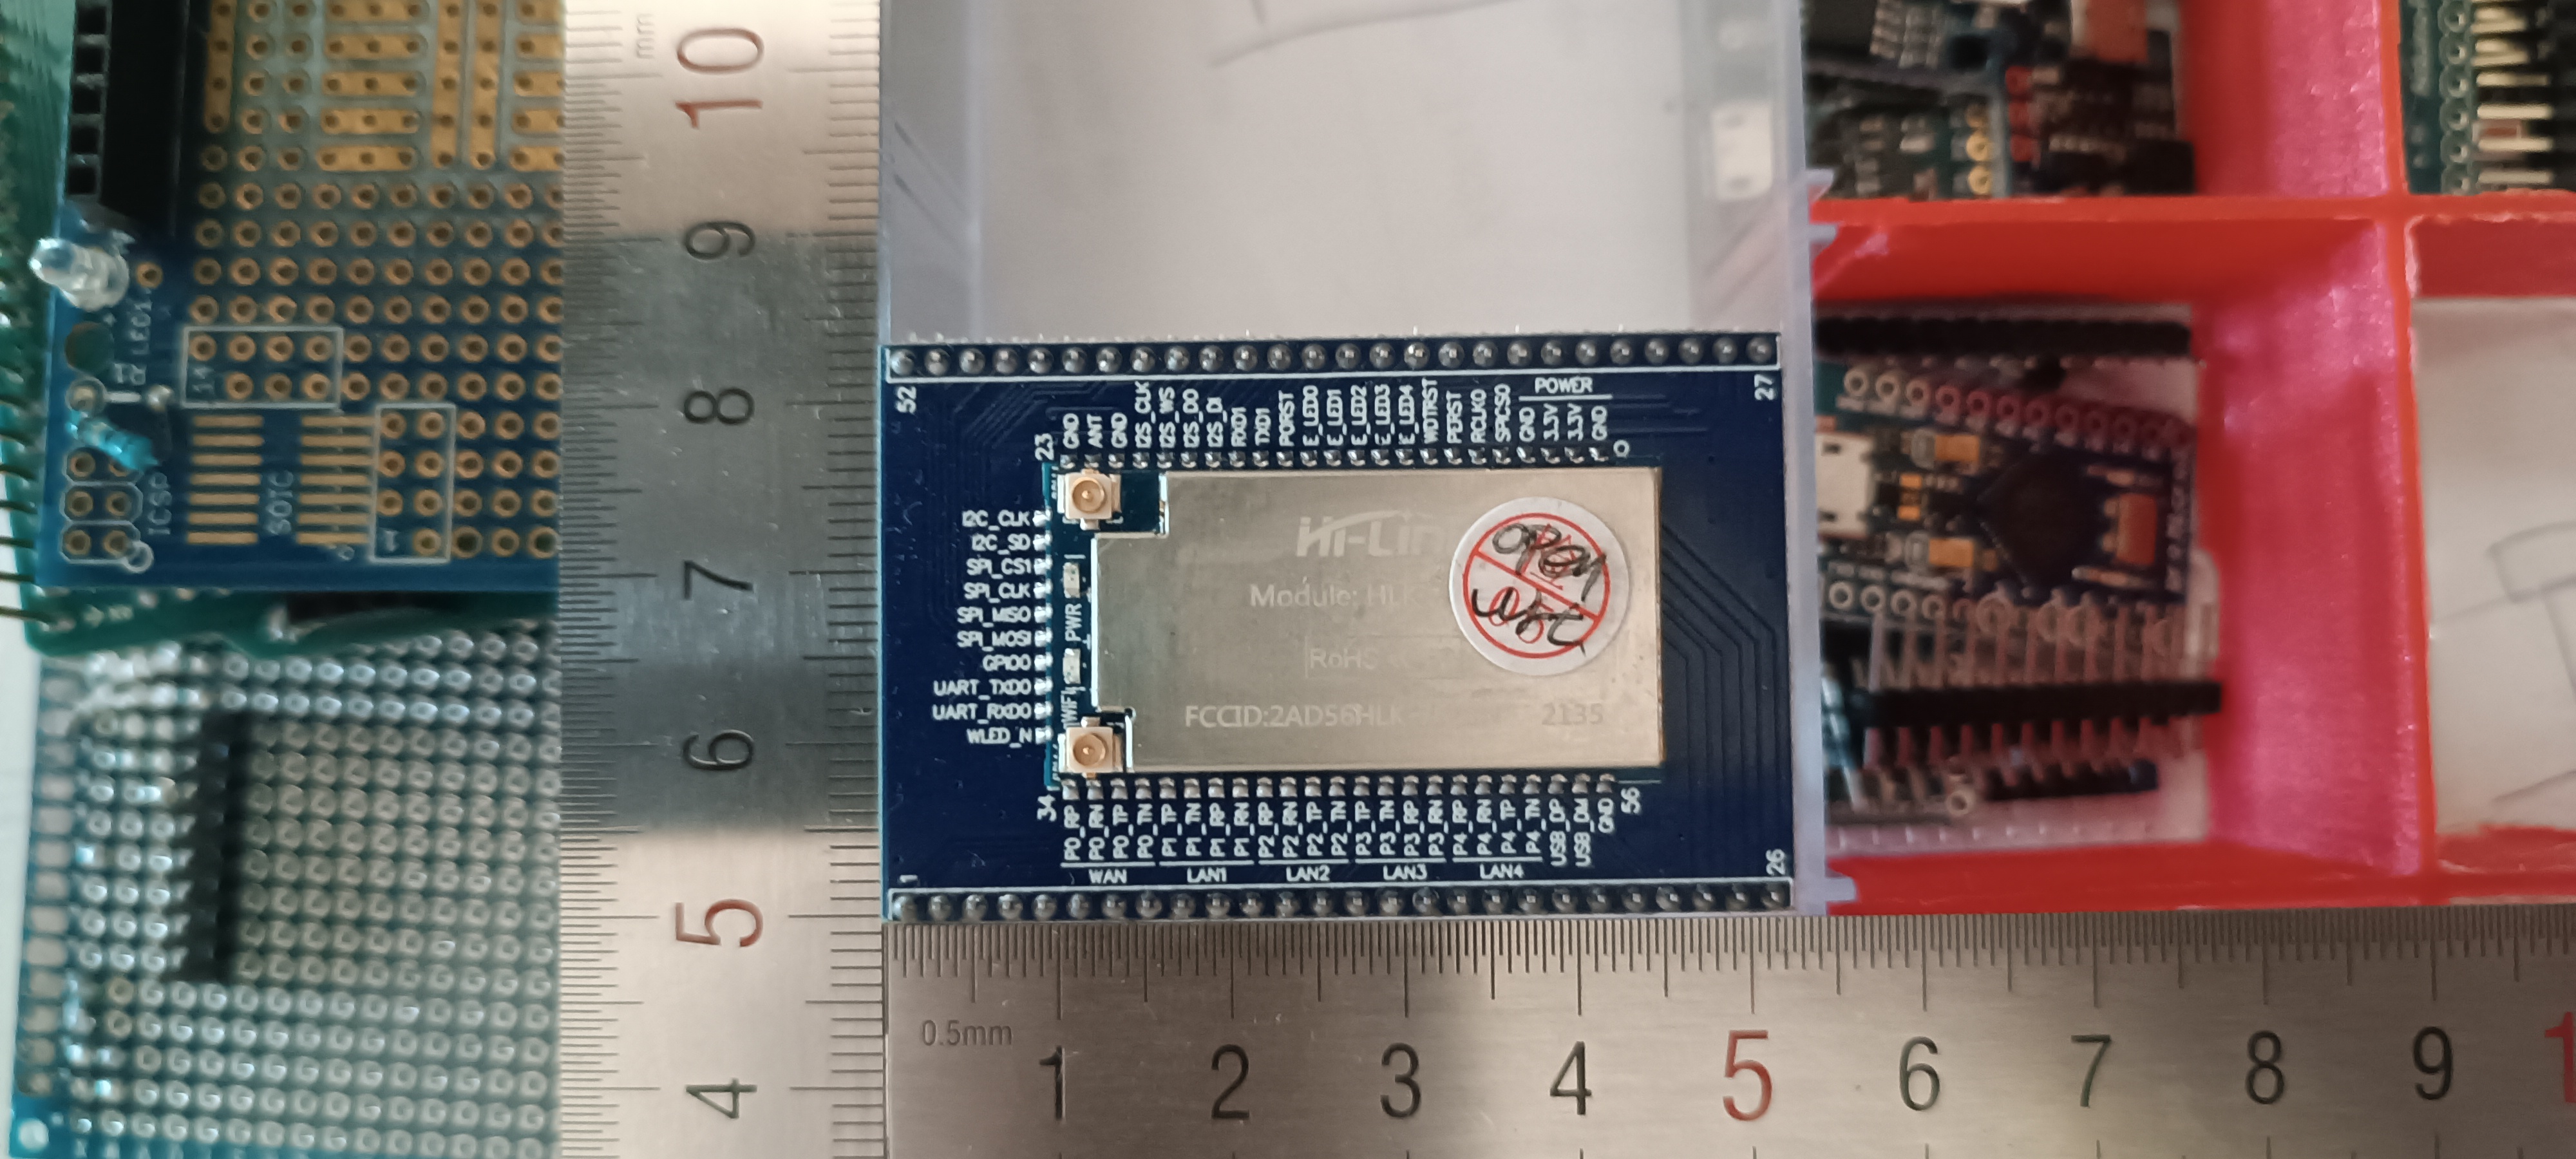 mm
10
9
8
7
6
5
4
LED1
14
SOIC
ICSP
52
27
23
GND
ANT
GND
I2S_CLK
I2S_WS
I2S_DO
I2S_DI
RXD1
TXD1
PORST
E_LED0
E_LED1
E_LED2
E_LED3
E_LED4
WDTRST
PERST
RCLK0
SPICS0
POWER
GND
3.3V
3.3V
GND
I2C_CLK
I2C_SD
SPI_CS1
SPI_CLK
SPI_MISO
SPI_MOSI
GPIO0
UART_TXD0
UART_RXD0
WLED_N
PWR
WIFI
Module: HL
RoHS
FCCID:2AD56HLK 2135
OPEN
34
56
P0_RP
P0_RN
P0_TP
P0_TN
P1_TP
P1_TN
P1_RP
P1_RN
P2_RP
P2_RN
P2_TP
P2_TN
P3_TP
P3_TN
P3_RP
P3_RN
P4_RP
P4_RN
P4_TP
P4_TN
USB_DP
USB_DM
GND
WAN LAN1 LAN2 LAN3 LAN4
1
26
0.5mm
1 2 3 4 5 6 7 8 9